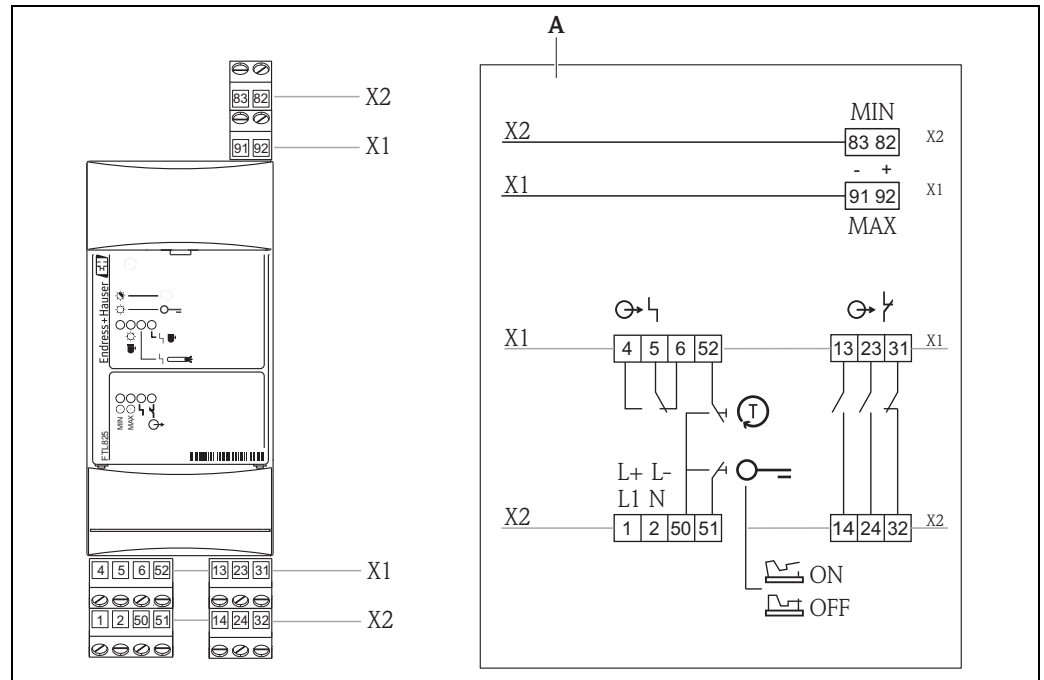 A
83 82 X2
91 92 X1
Endress+Hauser EH
MIN
MAX
FTL825
4 5 6 52 13 23 31 X1
1 2 50 51 14 24 32 X2
MIN
X2 83 82 X2
- +
X1 91 92 X1
MAX
X1 4 5 6 52 13 23 31 X1
T
L+ L-
L1 N
X2 1 2 50 51 14 24 32 X2
ON
OFF